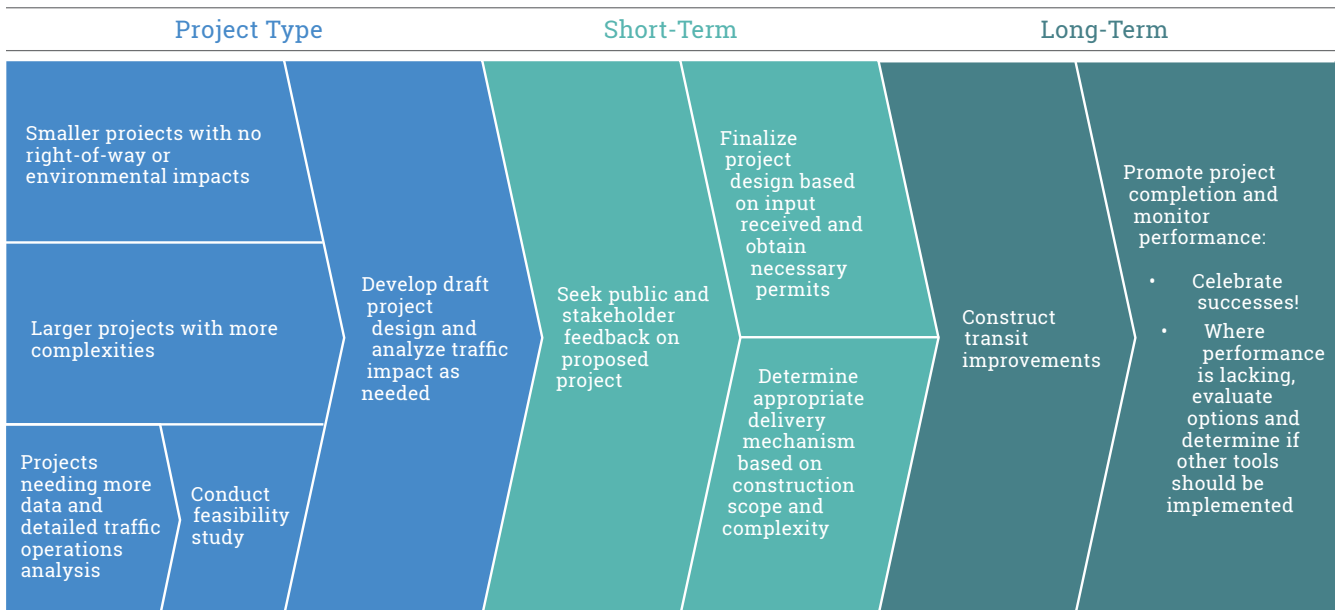 Project Type
Short-Term
Long-Term
Smaller projects with no
right-of-way or
environmental impacts
Larger projects with more
complexities
Projects
needing more
data and
detailed traffic
operations
analysis
Conduct
feasibility
study
Develop draft
project
design and
analyze traffic
impact as
needed
Seek public and
stakeholder
feedback on
proposed
project
Finalize
project
design based
on input
received and
obtain
necessary
permits
Determine
appropriate
delivery
mechanism
based on
construction
scope and
complexity
Construct
transit
improvements
Promote project
completion and
monitor
performance:
• Celebrate
successes!
• Where
performance
is lacking,
evaluate
options and
determine if
other tools
should be
implemented